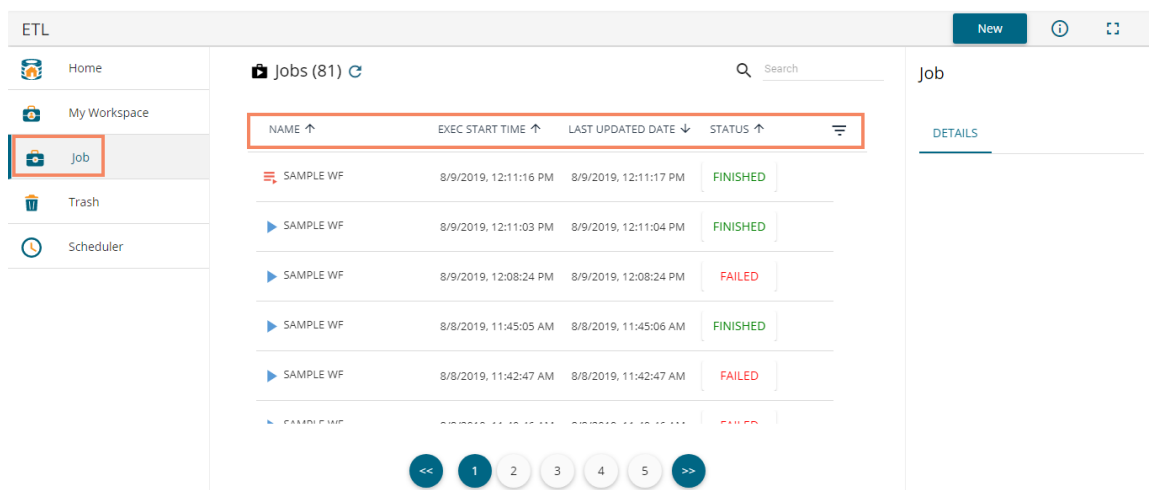 ETL
New
Home
My Workspace
Job
Trash
Scheduler
Jobs (81)
Search
NAME EXEC START TIME LAST UPDATED DATE STATUS
SAMPLE WF 8/9/2019, 12:11:16 PM 8/9/2019, 12:11:17 PM FINISHED
SAMPLE WF 8/9/2019, 12:11:03 PM 8/9/2019, 12:11:04 PM FINISHED
SAMPLE WF 8/9/2019, 12:08:24 PM 8/9/2019, 12:08:24 PM FAILED
SAMPLE WF 8/8/2019, 11:45:05 AM 8/8/2019, 11:45:06 AM FINISHED
SAMPLE WF 8/8/2019, 11:42:47 AM 8/8/2019, 11:42:47 AM FAILED
SAMPLE WF FAILED
<< 1 2 3 4 5 >>
Job
DETAILS